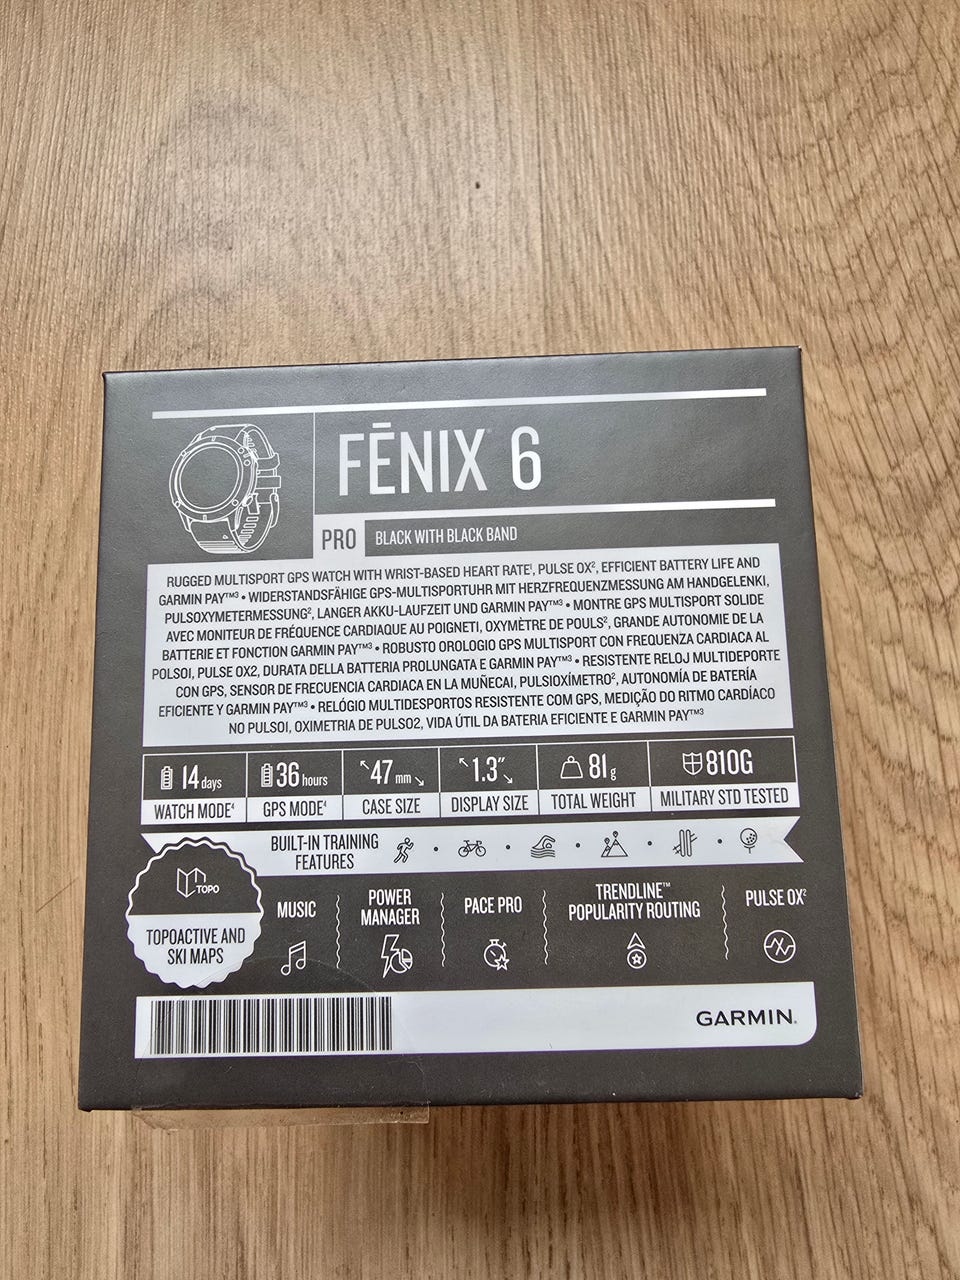 FĒNIX® 6
PRO
BLACK WITH BLACK BAND
RUGGED MULTISPORT GPS WATCH WITH WRIST-BASED HEART RATE¹, PULSE OX², EFFICIENT BATTERY LIFE AND
GARMIN PAY™³ • WIDERSTANDSFÄHIGE GPS-MULTISPORTUHR MIT HERZFREQUENZMESSUNG AM HANDGELENKI,
PULSOXYMETERMESSUNG², LANGER AKKU-LAUFZEIT UND GARMIN PAY™³ • MONTRE GPS MULTISPORT SOLIDE
AVEC MONITEUR DE FRÉQUENCE CARDIAQUE AU POIGNETI, OXYMÈTRE DE POULS², GRANDE AUTONOMIE DE LA
BATTERIE ET FONCTION GARMIN PAY™³ • ROBUSTO OROLOGIO GPS MULTISPORT CON FREQUENZA CARDIACA AL
POLSOI, PULSE OX2, DURATA DELLA BATTERIA PROLUNGATA E GARMIN PAY™³ • RESISTENTE RELOJ MULTIDEPORTE
CON GPS, SENSOR DE FRECUENCIA CARDIACA EN LA MUÑECAI, PULSIOXÍMETRO², AUTONOMÍA DE BATERÍA
EFICIENTE Y GARMIN PAY™³ • RELÓGIO MULTIDESPORTOS RESISTENTE COM GPS, MEDIÇÃO DO RITMO CARDÍACO
NO PULSOI, OXIMETRIA DE PULSO2, VIDA ÚTIL DA BATERIA EFICIENTE E GARMIN PAY™³
14 days
WATCH MODE⁴
36 hours
GPS MODE⁴
47 mm
CASE SIZE
1.3"
DISPLAY SIZE
81 g
TOTAL WEIGHT
810G
MILITARY STD TESTED
BUILT-IN TRAINING
FEATURES
TOPO
TOPOACTIVE AND
SKI MAPS
MUSIC
POWER
MANAGER
PACE PRO
TRENDLINE™
POPULARITY ROUTING
PULSE OX²
GARMIN®